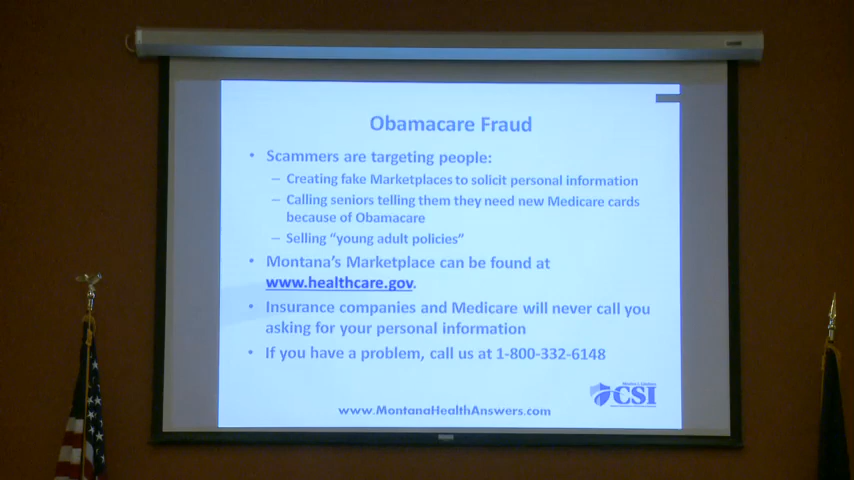 Obamacare Fraud
• Scammers are targeting people:
– Creating fake Marketplaces to solicit personal information
– Calling seniors telling them they need new Medicare cards
because of Obamacare
– Selling “young adult policies”
• Montana’s Marketplace can be found at
www.healthcare.gov.
• Insurance companies and Medicare will never call you
asking for your personal information
• If you have a problem, call us at 1-800-332-6148
CSI
www.MontanaHealthAnswers.com